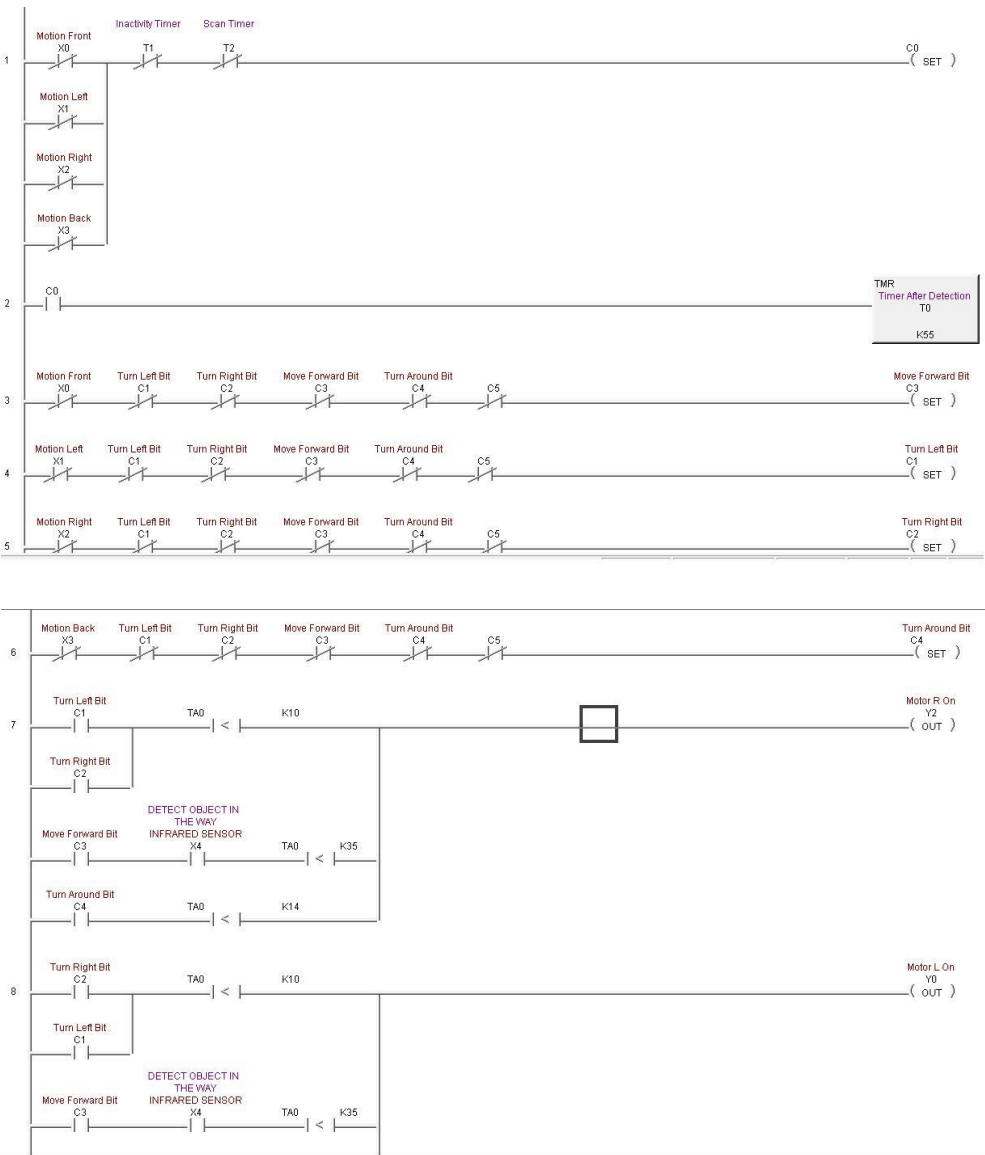 Inactivity Timer Scan Timer
Motion Front
X0 T1 T2 C0
1 ( SET )
Motion Left
X1
Motion Right
X2
Motion Back
X3
C0
2
TMR
Timer After Detection
T0
K55
Motion Front Turn Left Bit Turn Right Bit Move Forward Bit Turn Around Bit Move Forward Bit
X0 C1 C2 C3 C4 C5 C3
3 ( SET )
Motion Left Turn Left Bit Turn Right Bit Move Forward Bit Turn Around Bit Turn Left Bit
X1 C1 C2 C3 C4 C5 C1
4 ( SET )
Motion Right Turn Left Bit Turn Right Bit Move Forward Bit Turn Around Bit Turn Right Bit
X2 C1 C2 C3 C4 C5 C2
5 ( SET )
Motion Back Turn Left Bit Turn Right Bit Move Forward Bit Turn Around Bit Turn Around Bit
X3 C1 C2 C3 C4 C5 C4
6 ( SET )
Turn Left Bit Motor R On
C1 TA0 K10 Y2
7 < ( OUT )
Turn Right Bit
C2
DETECT OBJECT IN
THE WAY
Move Forward Bit INFRARED SENSOR
C3 X4 TA0 K35
<
Turn Around Bit
C4 TA0 K14
<
Turn Right Bit Motor L On
C2 TA0 K10 Y0
8 < ( OUT )
Turn Left Bit
C1
DETECT OBJECT IN
THE WAY
Move Forward Bit INFRARED SENSOR
C3 X4 TA0 K35
<